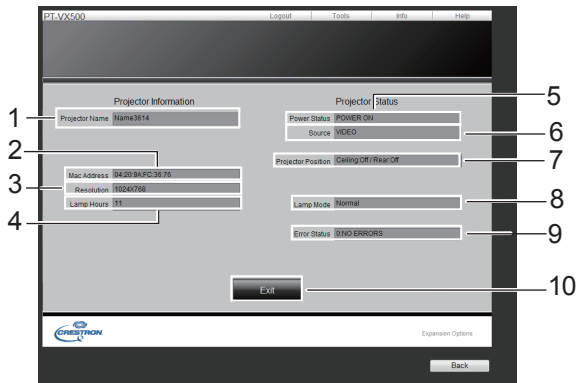 PT-VX500 Logout Tools Info Help
Projector Information Projector Status
5
1 Projector Name Name3614
Power Status POWER ON
Source VIDEO 6
2
Projector Position Ceiling:Off / Rear:Off 7
Mac Address 04:20:9A:FC:36:76
3 Resolution 1024X768
Lamp Hours 11
4
Lamp Mode Normal 8
Error Status 0:NO ERRORS 9
Exit 10
CRESTRON Expansion Options
Back